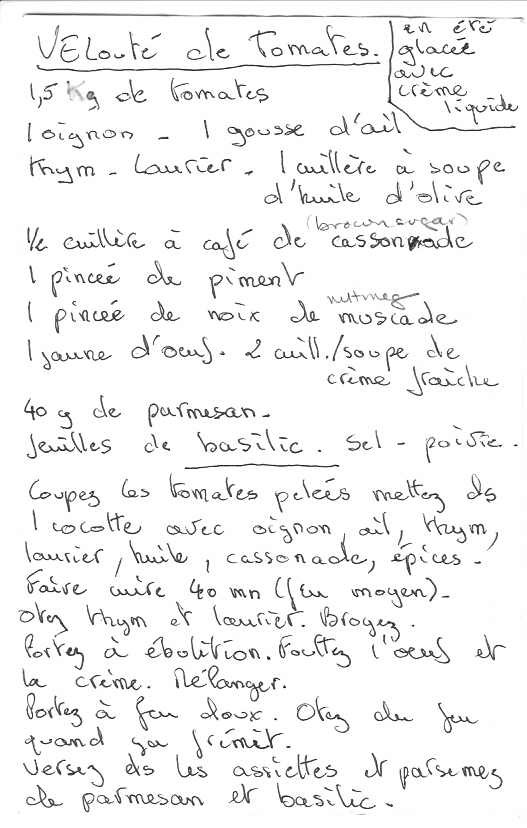 Velouté de Tomates.
en été
glacée
avec
crème
liquide
1,5 Kg de tomates
1 oignon - 1 gousse d'ail
thym - laurier - 1 cuillère à soupe
d'huile d'olive
(brown sugar)
1/2 cuillère à café de cassonade
1 pinceé de piment
nutmeg
1 pinceé de noix de muscade
1 jaune d'oeuf. 2 cuill./soupe de
crème fraiche
40 g de parmesan -
feuilles de basilic. Sel - poivre.
Coupez les tomates peleés mettez ds
1 cocotte avec oignon, ail, thym,
laurier, huile, cassonade, épices -
Faire cuire 40 mn (feu moyen) -
Otez thym et laurier. Broyez.
Portez à ébolition. Fouttez l'oeuf et
la crème. Mélanger.
Portez à feu doux. Otez du feu
quand ça frémit.
Versez ds les assiettes et parsemez
de parmesan et basilic.